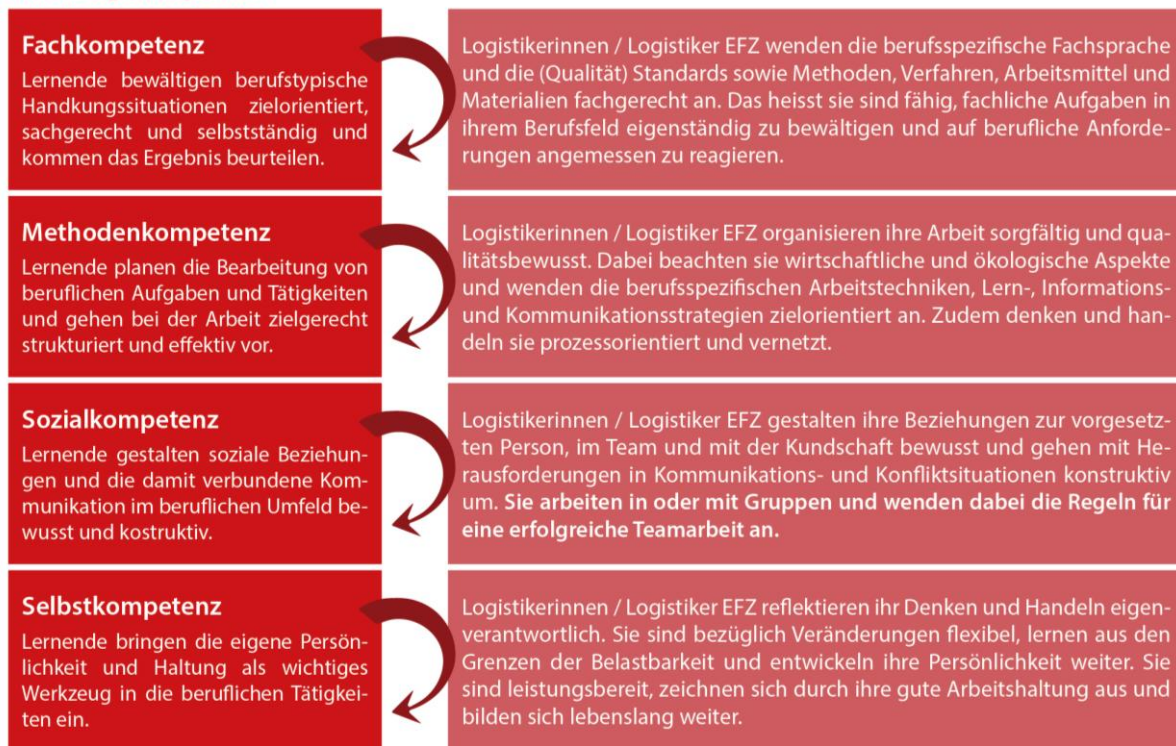 Fachkompetenz
Lernende bewältigen berufstypische
Handkungssituationen zielorientiert,
sachgerecht und selbstständig und
kommen das Ergebnis beurteilen.
Logistikerinnen / Logistiker EFZ wenden die berufsspezifische Fachsprache
und die (Qualität) Standards sowie Methoden, Verfahren, Arbeitsmittel und
Materialien fachgerecht an. Das heisst sie sind fähig, fachliche Aufgaben in
ihrem Berufsfeld eigenständig zu bewältigen und auf berufliche Anforde-
rungen angemessen zu reagieren.
Methodenkompetenz
Lernende planen die Bearbeitung von
beruflichen Aufgaben und Tätigkeiten
und gehen bei der Arbeit zielgerecht
strukturiert und effektiv vor.
Logistikerinnen / Logistiker EFZ organisieren ihre Arbeit sorgfältig und qua-
litätsbewusst. Dabei beachten sie wirtschaftliche und ökologische Aspekte
und wenden die berufsspezifischen Arbeitstechniken, Lern-, Informations-
und Kommunikationsstrategien zielorientiert an. Zudem denken und han-
deln sie prozessorientiert und vernetzt.
Sozialkompetenz
Lernende gestalten soziale Beziehun-
gen und die damit verbundene Kom-
munikation im beruflichen Umfeld be-
wusst und kostruktiv.
Logistikerinnen / Logistiker EFZ gestalten ihre Beziehungen zur vorgesetz-
ten Person, im Team und mit der Kundschaft bewusst und gehen mit He-
rausforderungen in Kommunikations- und Konfliktsituationen konstruktiv
um. Sie arbeiten in oder mit Gruppen und wenden dabei die Regeln für
eine erfolgreiche Teamarbeit an.
Selbstkompetenz
Lernende bringen die eigene Persön-
lichkeit und Haltung als wichtiges
Werkzeug in die beruflichen Tätigkei-
ten ein.
Logistikerinnen / Logistiker EFZ reflektieren ihr Denken und Handeln eigen-
verantwortlich. Sie sind bezüglich Veränderungen flexibel, lernen aus den
Grenzen der Belastbarkeit und entwickeln ihre Persönlichkeit weiter. Sie
sind leistungsbereit, zeichnen sich durch ihre gute Arbeitshaltung aus und
bilden sich lebenslang weiter.